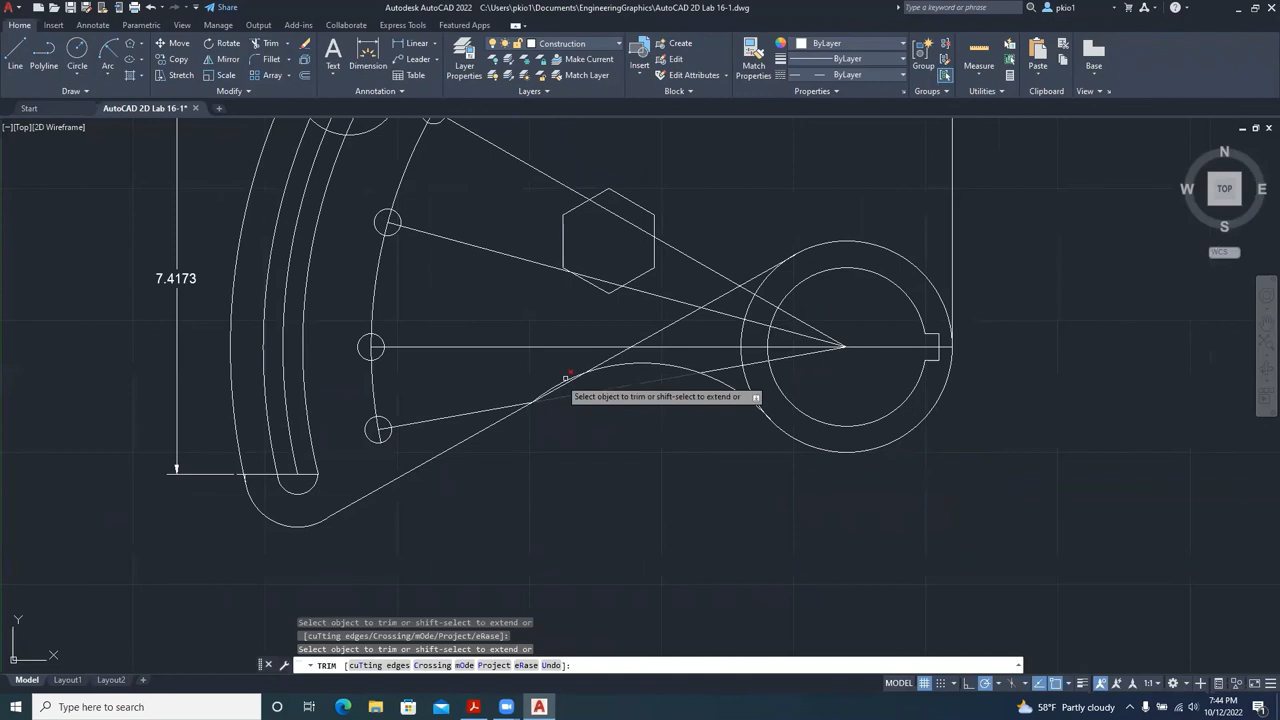 Share
Autodesk AutoCAD 2022 C:\Users\pkio1\Documents\EngineeringGraphics\AutoCAD 2D Lab 16-1.dwg
Type a keyword or phrase
pkio1
Home Insert Annotate Parametric View Manage Output Add-ins Collaborate Express Tools Featured Apps
Line Polyline Circle Arc
Move Rotate Trim
Copy Mirror Fillet
Stretch Scale Array
Text Dimension
Linear
Leader
Table
Layer Properties
Construction
Make Current
Match Layer
Insert
Create
Edit
Edit Attributes
Match Properties
ByLayer
ByLayer
ByLayer
Group
Measure
Paste
Base
Draw Modify Annotation Layers Block Properties Groups Utilities Clipboard View
Start AutoCAD 2D Lab 16-1*
[−][Top][2D Wireframe]
N
W TOP E
S
WCS
7.4173
Select object to trim or shift-select to extend or
Y
X
Select object to trim or shift-select to extend or
[cuTting edges/Crossing/mOde/Project/eRase]:
Select object to trim or shift-select to extend or
TRIM [cuTting edges Crossing mOde Project eRase Undo]:
Model Layout1 Layout2
MODEL 1:1
Type here to search
58°F Partly cloudy
7:44 PM
10/12/2022